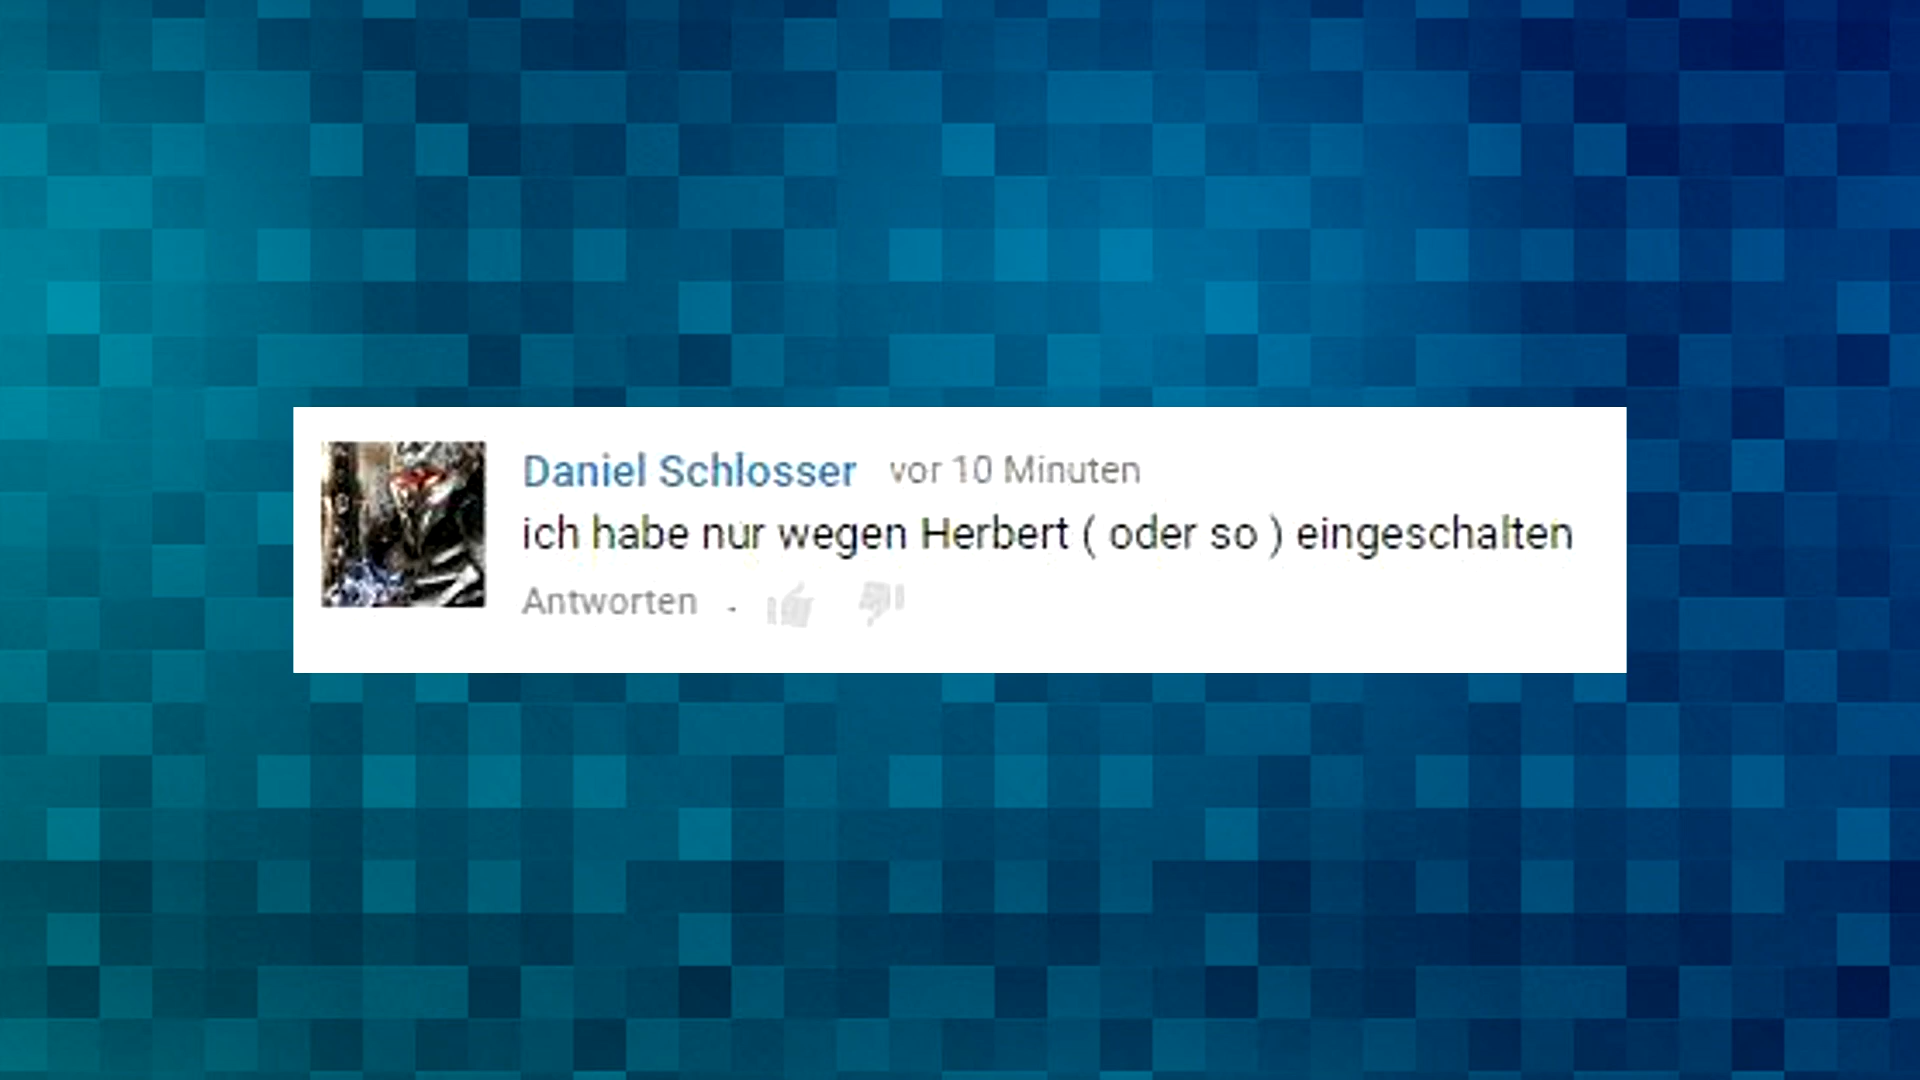 Daniel Schlosser vor 10 Minuten
ich habe nur wegen Herbert ( oder so ) eingeschalten
Antworten .